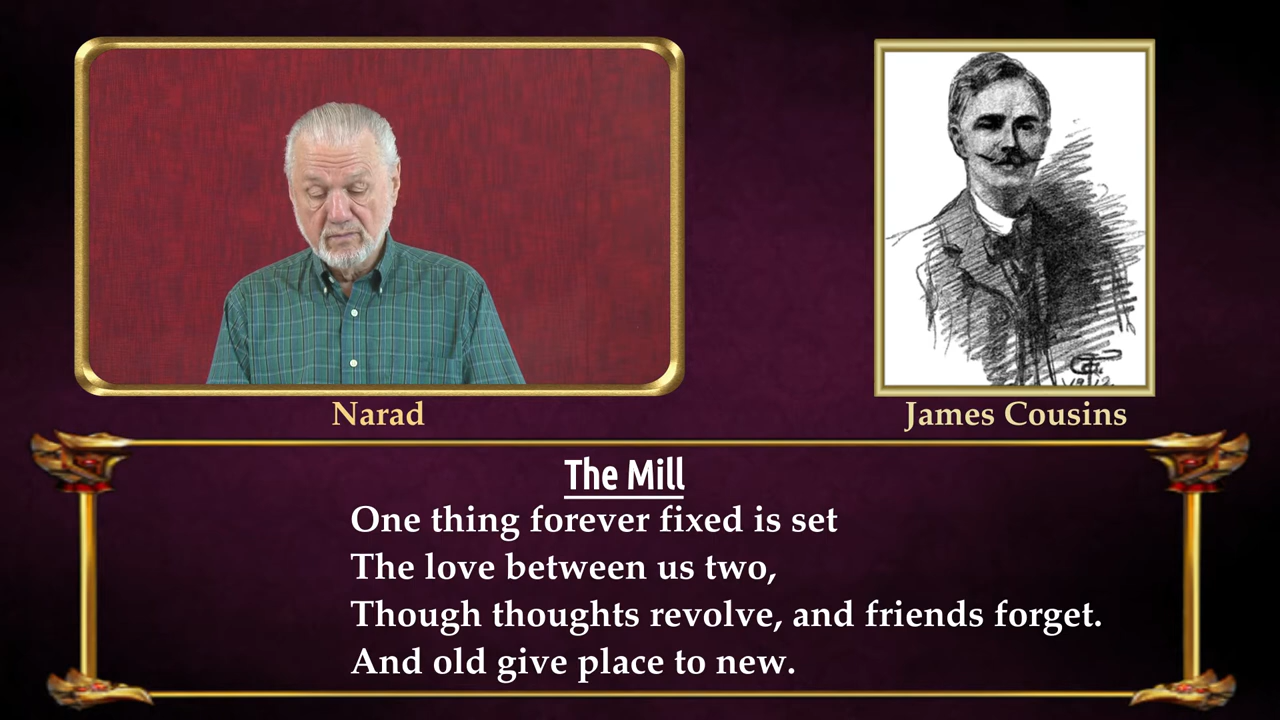 Narad
James Cousins
The Mill
One thing forever fixed is set
The love between us two,
Though thoughts revolve, and friends forget.
And old give place to new.